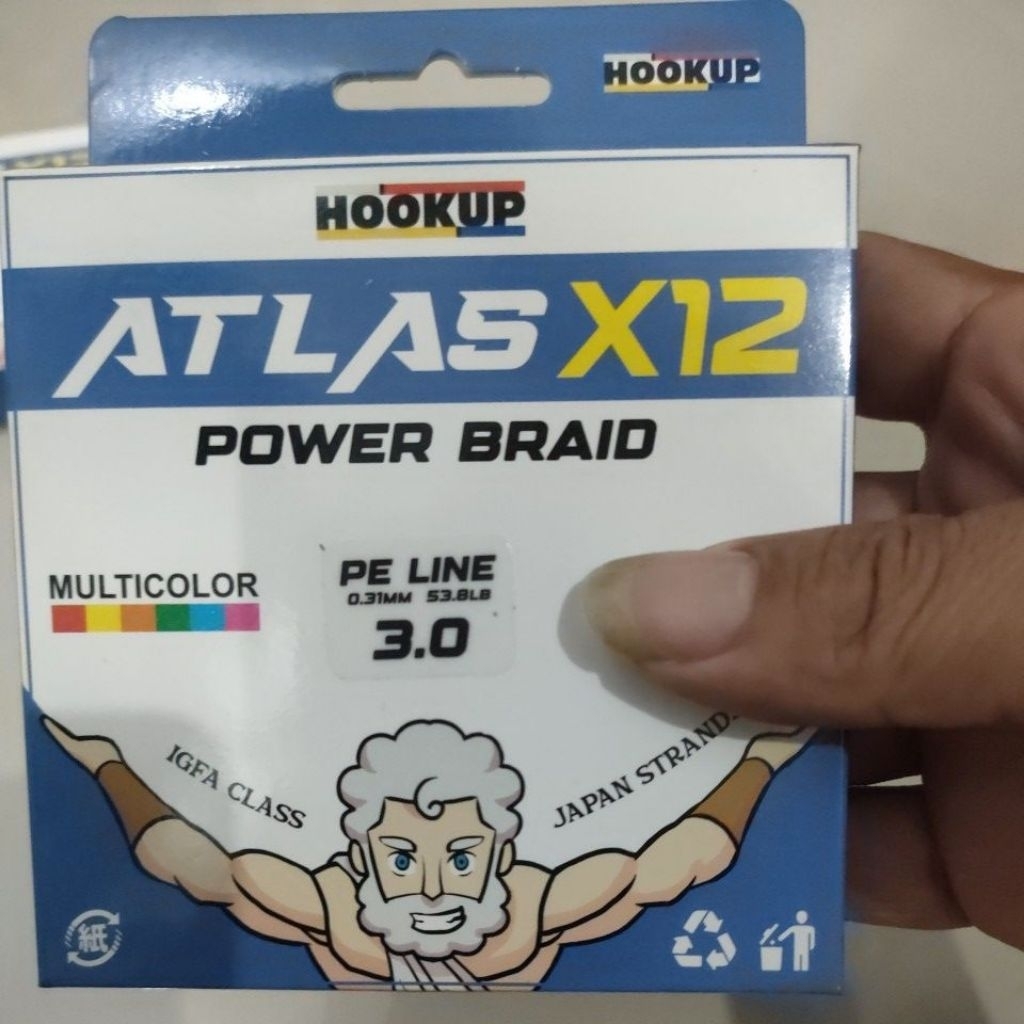 HOOKUP
HOOKUP
ATLAS X12
POWER BRAID
MULTICOLOR
PE LINE
0.31MM 53.8LB
3.0
IGFA CLASS
JAPAN
紙